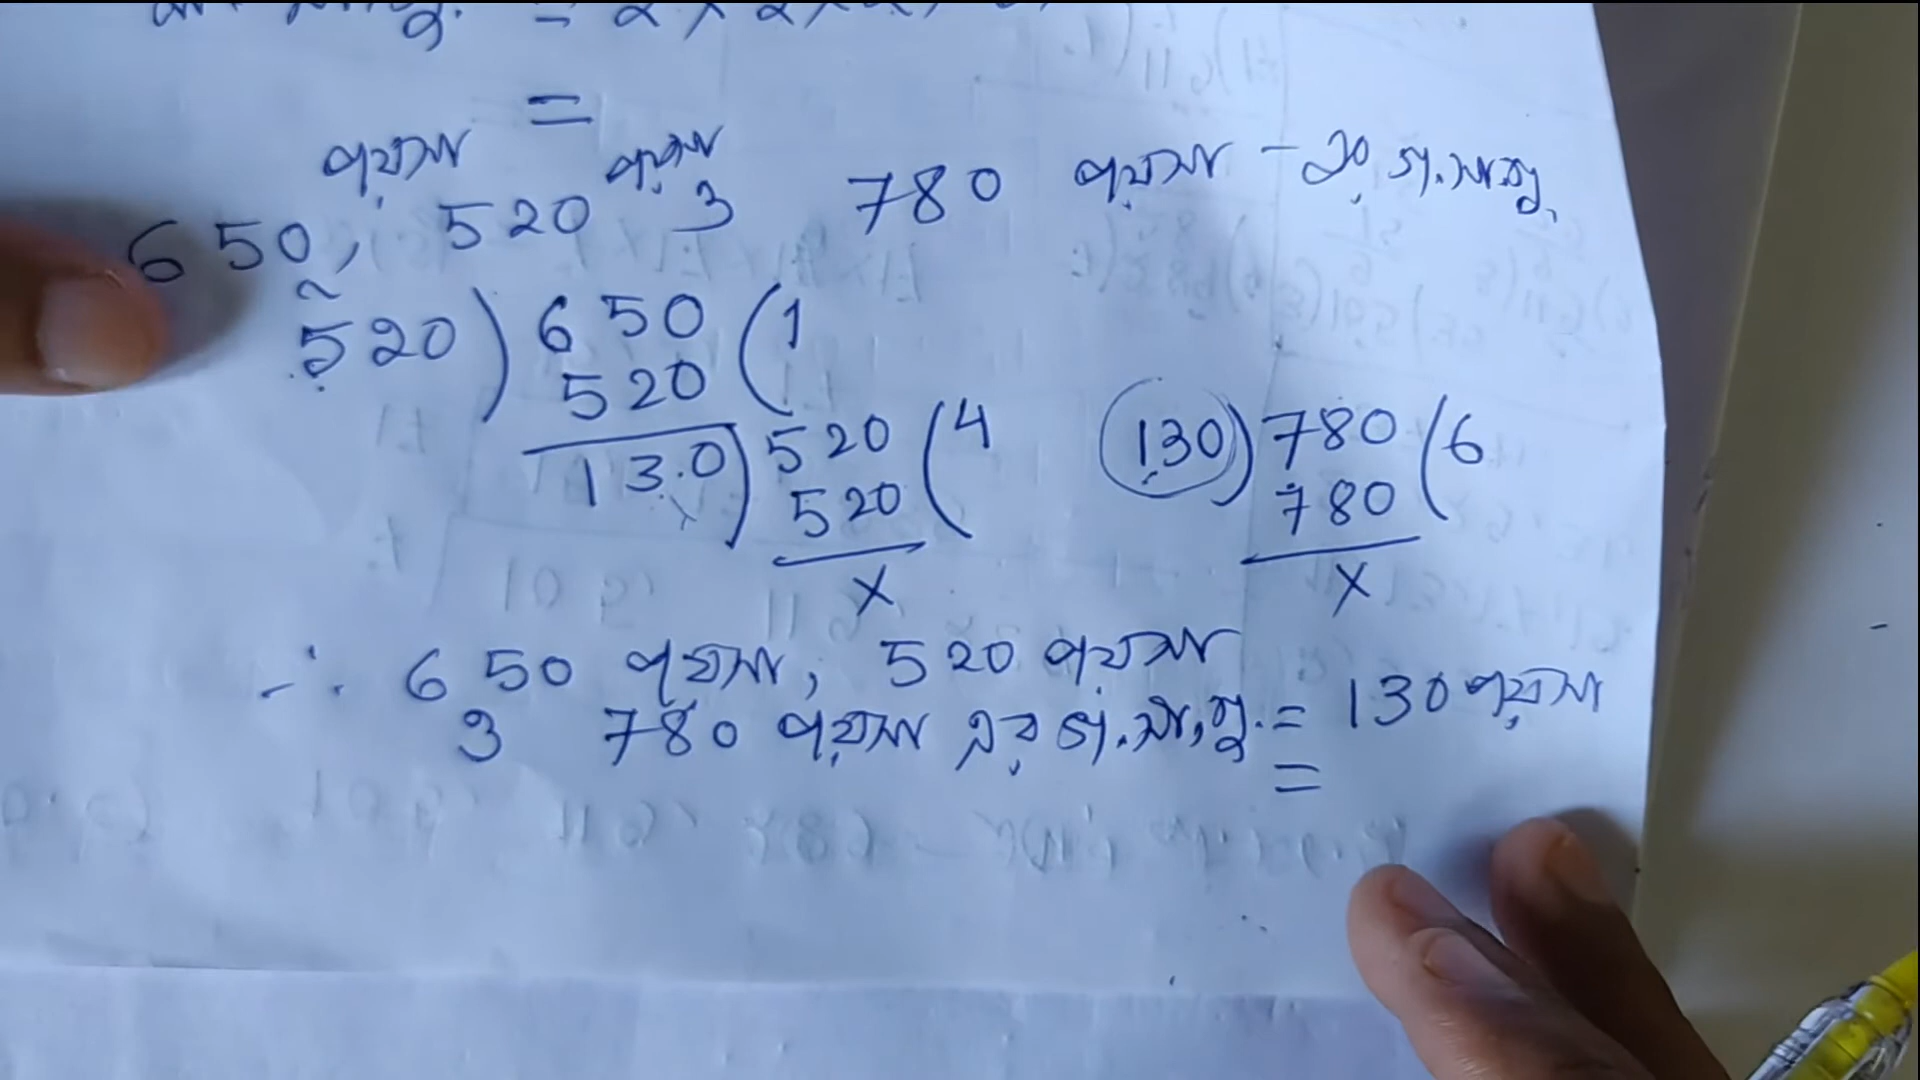 =
পয়সা পয়সা
650, 520 ও 780 পয়সা - এর গ.সা.গু.
520) 650 (1
520
130) 520 (4
520
x
130) 780 (6
780
x
∴ 650 পয়সা, 520 পয়সা
ও 780 পয়সা এর গ.সা.গু. = 130 পয়সা
=